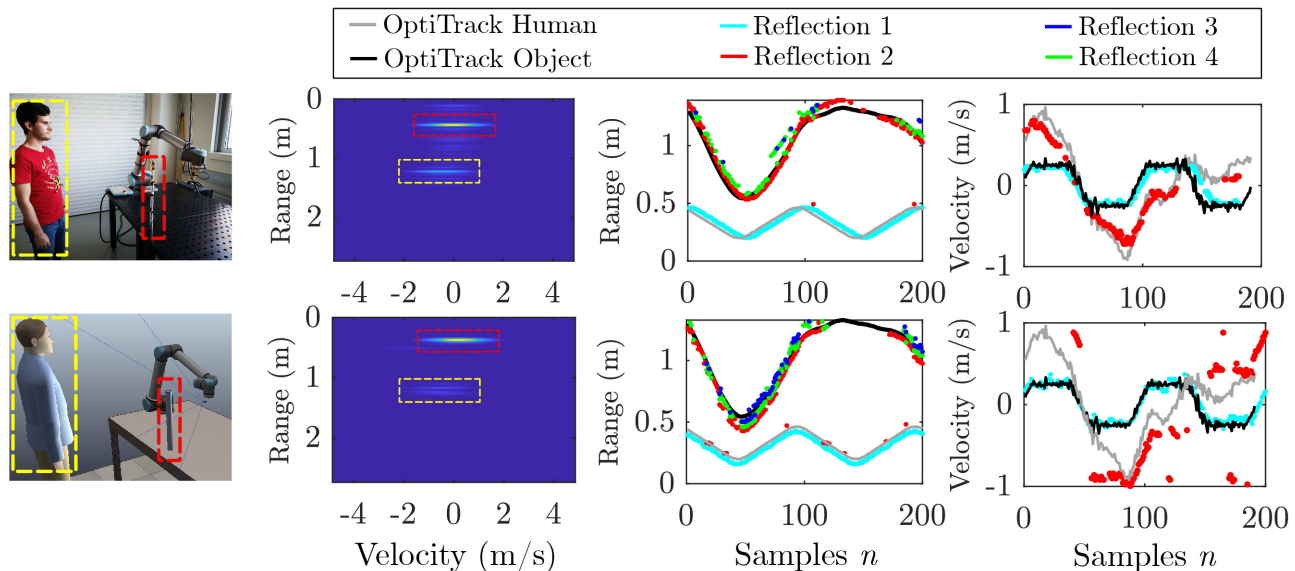 OptiTrack Human
Reflection 1
Reflection 3
OptiTrack Object
Reflection 2
Reflection 4
Range (m)
0
1
2
-4 -2 0 2 4
Range (m)
1
0.5
0
0 100 200
Velocity (m/s)
1
0
-1
0 100 200
Range (m)
0
1
2
-4 -2 0 2 4
Velocity (m/s)
Range (m)
1
0.5
0
0 100 200
Samples n
Velocity (m/s)
1
0
-1
0 100 200
Samples n